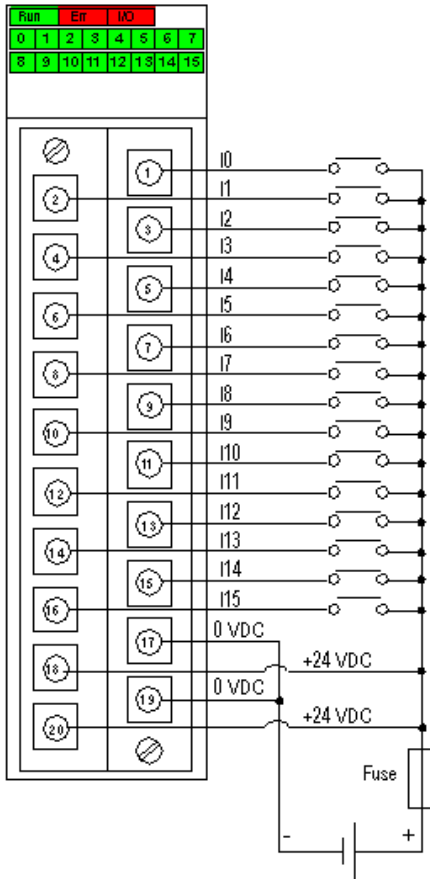 Run Err I/O
0 1 2 3 4 5 6 7
8 9 10 11 12 13 14 15
1 I0
2 I1
3 I2
4 I3
5 I4
6 I5
7 I6
8 I7
9 I8
10 I9
11 I10
12 I11
13 I12
14 I13
15 I14
16 I15
17 0 VDC
18 +24 VDC
19 0 VDC
20 +24 VDC
Fuse
- +